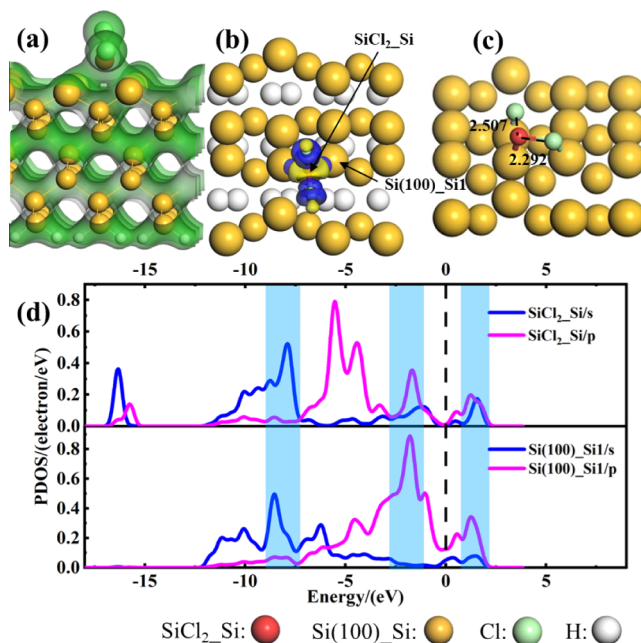 (a)
(b)
SiCl₂_Si
(c)
2.507
2.292
Si(100)_Si1
-15 -10 -5 0 5
(d)
0.8
0.6
0.4
0.2
0.0
SiCl₂_Si/s
SiCl₂_Si/p
0.8
0.6
0.4
0.2
0.0
Si(100)_Si1/s
Si(100)_Si1/p
PDOS/(electron/eV)
-15 -10 -5 0 5
Energy/(eV)
SiCl₂_Si: Si(100)_Si: Cl: H: